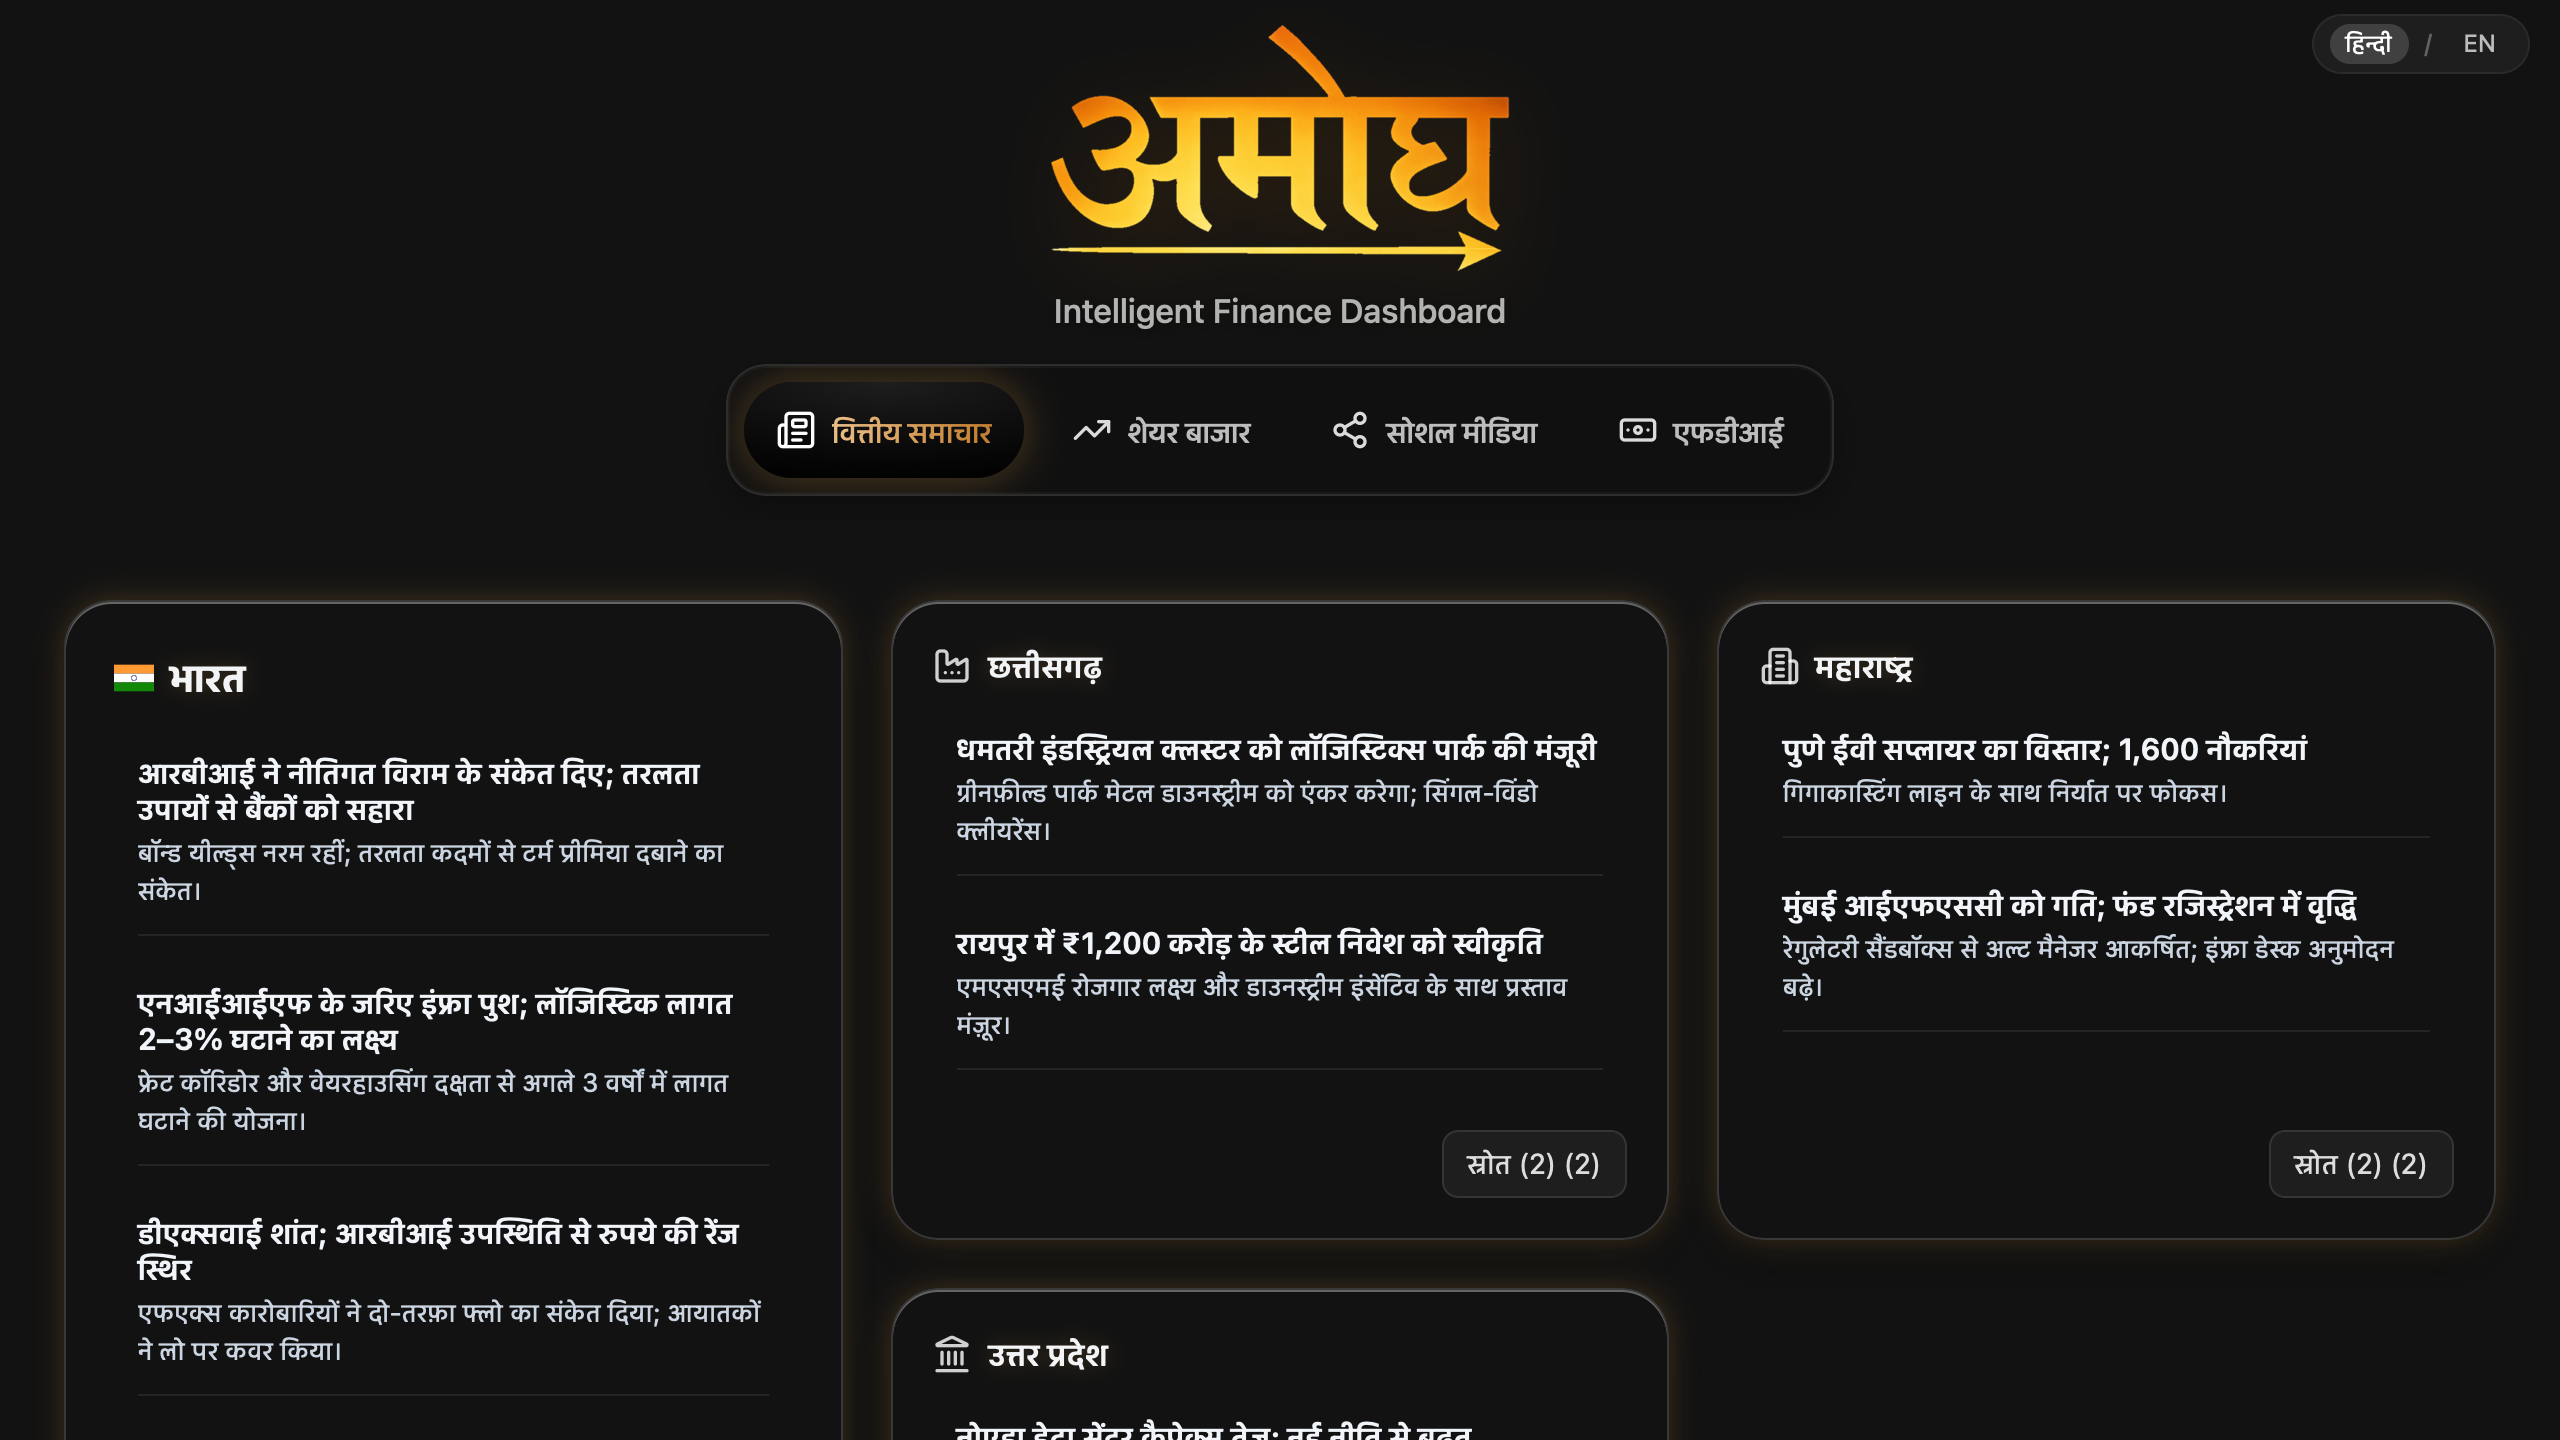 हिन्दी / EN
अमोघ
Intelligent Finance Dashboard
वित्तीय समाचार
शेयर बाजार
सोशल मीडिया
एफडीआई
भारत
आरबीआई ने नीतिगत विराम के संकेत दिए; तरलता
उपायों से बैंकों को सहारा
बॉन्ड यील्ड्स नरम रहीं; तरलता कदमों से टर्म प्रीमिया दबाने का
संकेत।
एनआईआईएफ के जरिए इंफ्रा पुश; लॉजिस्टिक लागत
2–3% घटाने का लक्ष्य
फ्रेट कॉरिडोर और वेयरहाउसिंग दक्षता से अगले 3 वर्षों में लागत
घटाने की योजना।
डीएक्सवाई शांत; आरबीआई उपस्थिति से रुपये की रेंज
स्थिर
एफएक्स कारोबारियों ने दो-तरफ़ा फ्लो का संकेत दिया; आयातकों
ने लो पर कवर किया।
छत्तीसगढ़
धमतरी इंडस्ट्रियल क्लस्टर को लॉजिस्टिक्स पार्क की मंजूरी
ग्रीनफ़ील्ड पार्क मेटल डाउनस्ट्रीम को एंकर करेगा; सिंगल-विंडो
क्लीयरेंस।
रायपुर में ₹1,200 करोड़ के स्टील निवेश को स्वीकृति
एमएसएमई रोजगार लक्ष्य और डाउनस्ट्रीम इंसेंटिव के साथ प्रस्ताव
मंज़ूर।
स्रोत (2) (2)
महाराष्ट्र
पुणे ईवी सप्लायर का विस्तार; 1,600 नौकरियां
गिगाकास्टिंग लाइन के साथ निर्यात पर फोकस।
मुंबई आईएफएससी को गति; फंड रजिस्ट्रेशन में वृद्धि
रेगुलेटरी सैंडबॉक्स से अल्ट मैनेजर आकर्षित; इंफ्रा डेस्क अनुमोदन
बढ़े।
स्रोत (2) (2)
उत्तर प्रदेश
नोएडा डेटा सेंटर कैपेक्स तेज; नई नीति से बढ़त